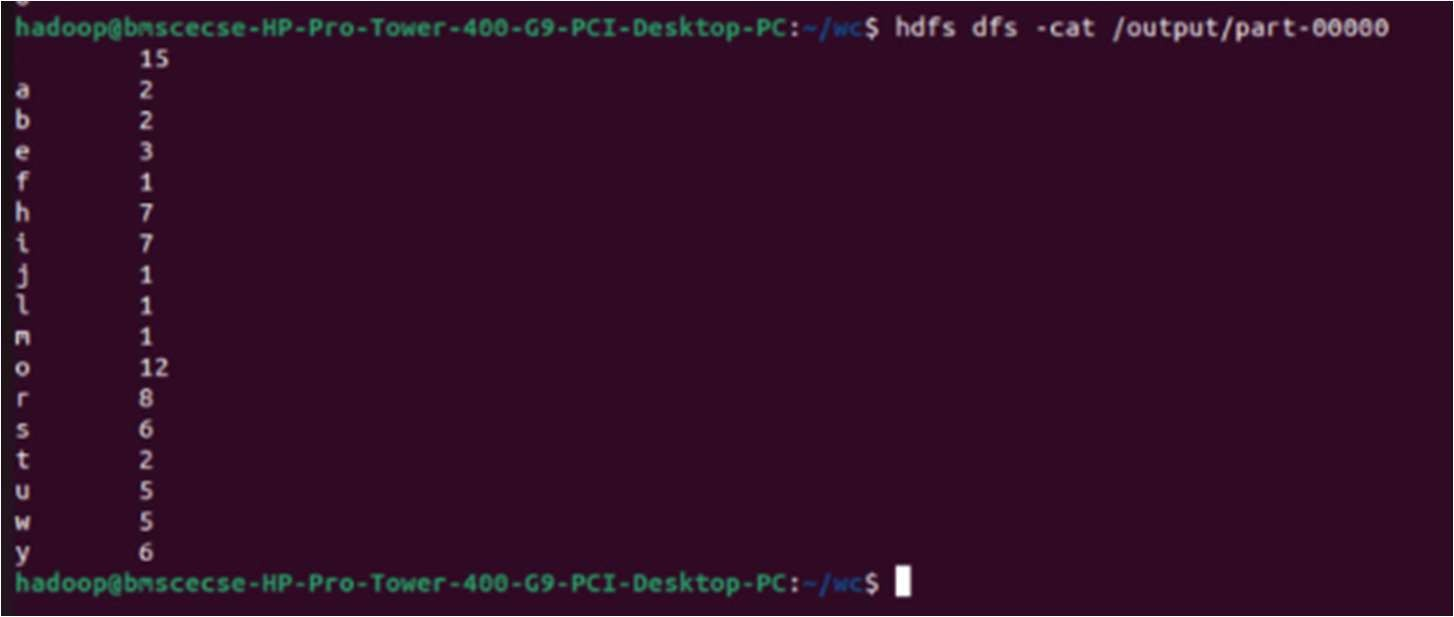 hadoop@bmscecse-HP-Pro-Tower-400-G9-PCI-Desktop-PC:~/wc$ hdfs dfs -cat /output/part-00000
	15
a	2
b	2
e	3
f	1
h	7
i	7
j	1
l	1
m	1
o	12
r	8
s	6
t	2
u	5
w	5
y	6
hadoop@bmscecse-HP-Pro-Tower-400-G9-PCI-Desktop-PC:~/wc$